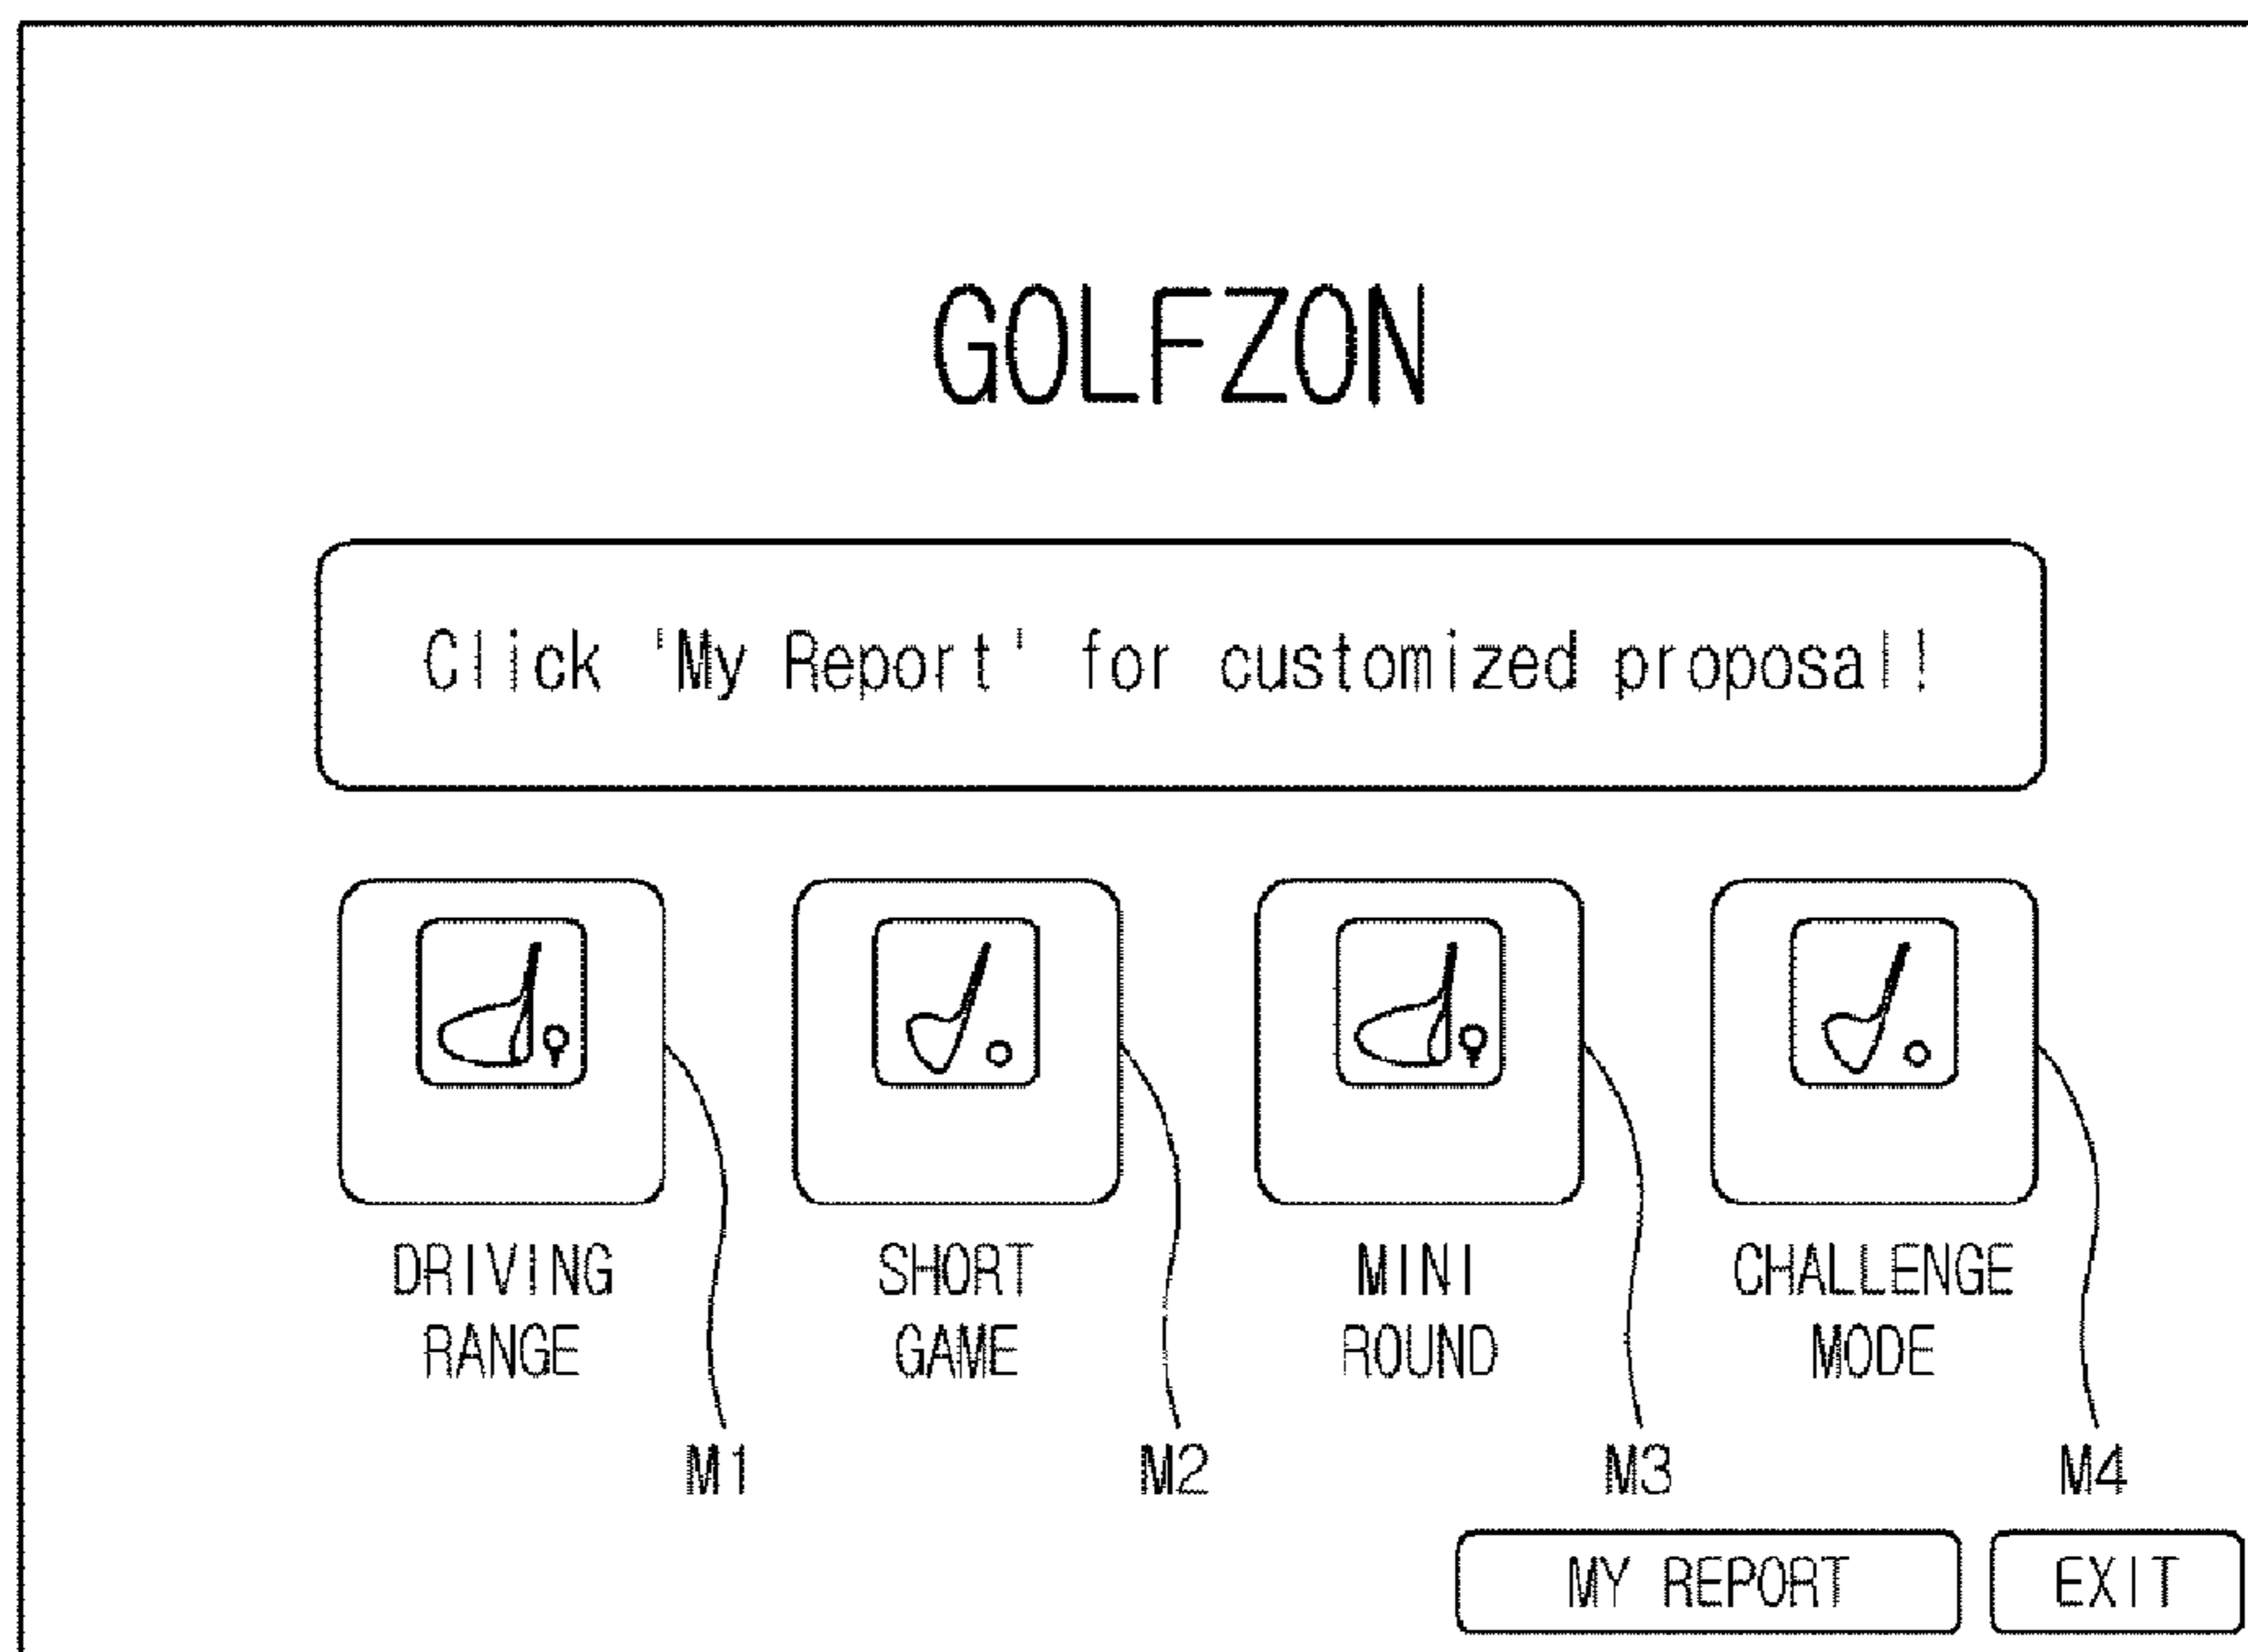 GOLFZON
Click 'My Report' for customized proposal!
DRIVING
RANGE
SHORT
GAME
MINI
ROUND
CHALLENGE
MODE
M1
M2
M3
M4
MY REPORT
EXIT